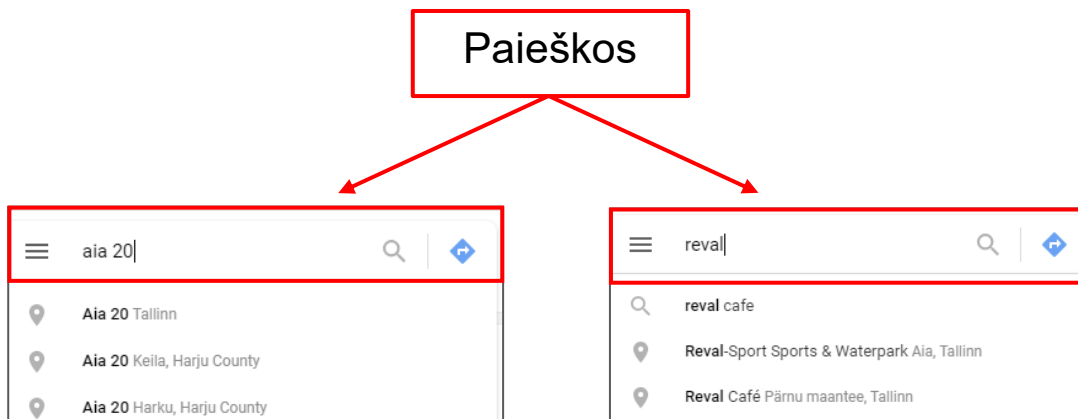 Paieškos
aia 20
Aia 20 Tallinn
Aia 20 Keila, Harju County
Aia 20 Harku, Harju County
reval
reval cafe
Reval-Sport Sports & Waterpark Aia, Tallinn
Reval Café Pärnu maantee, Tallinn